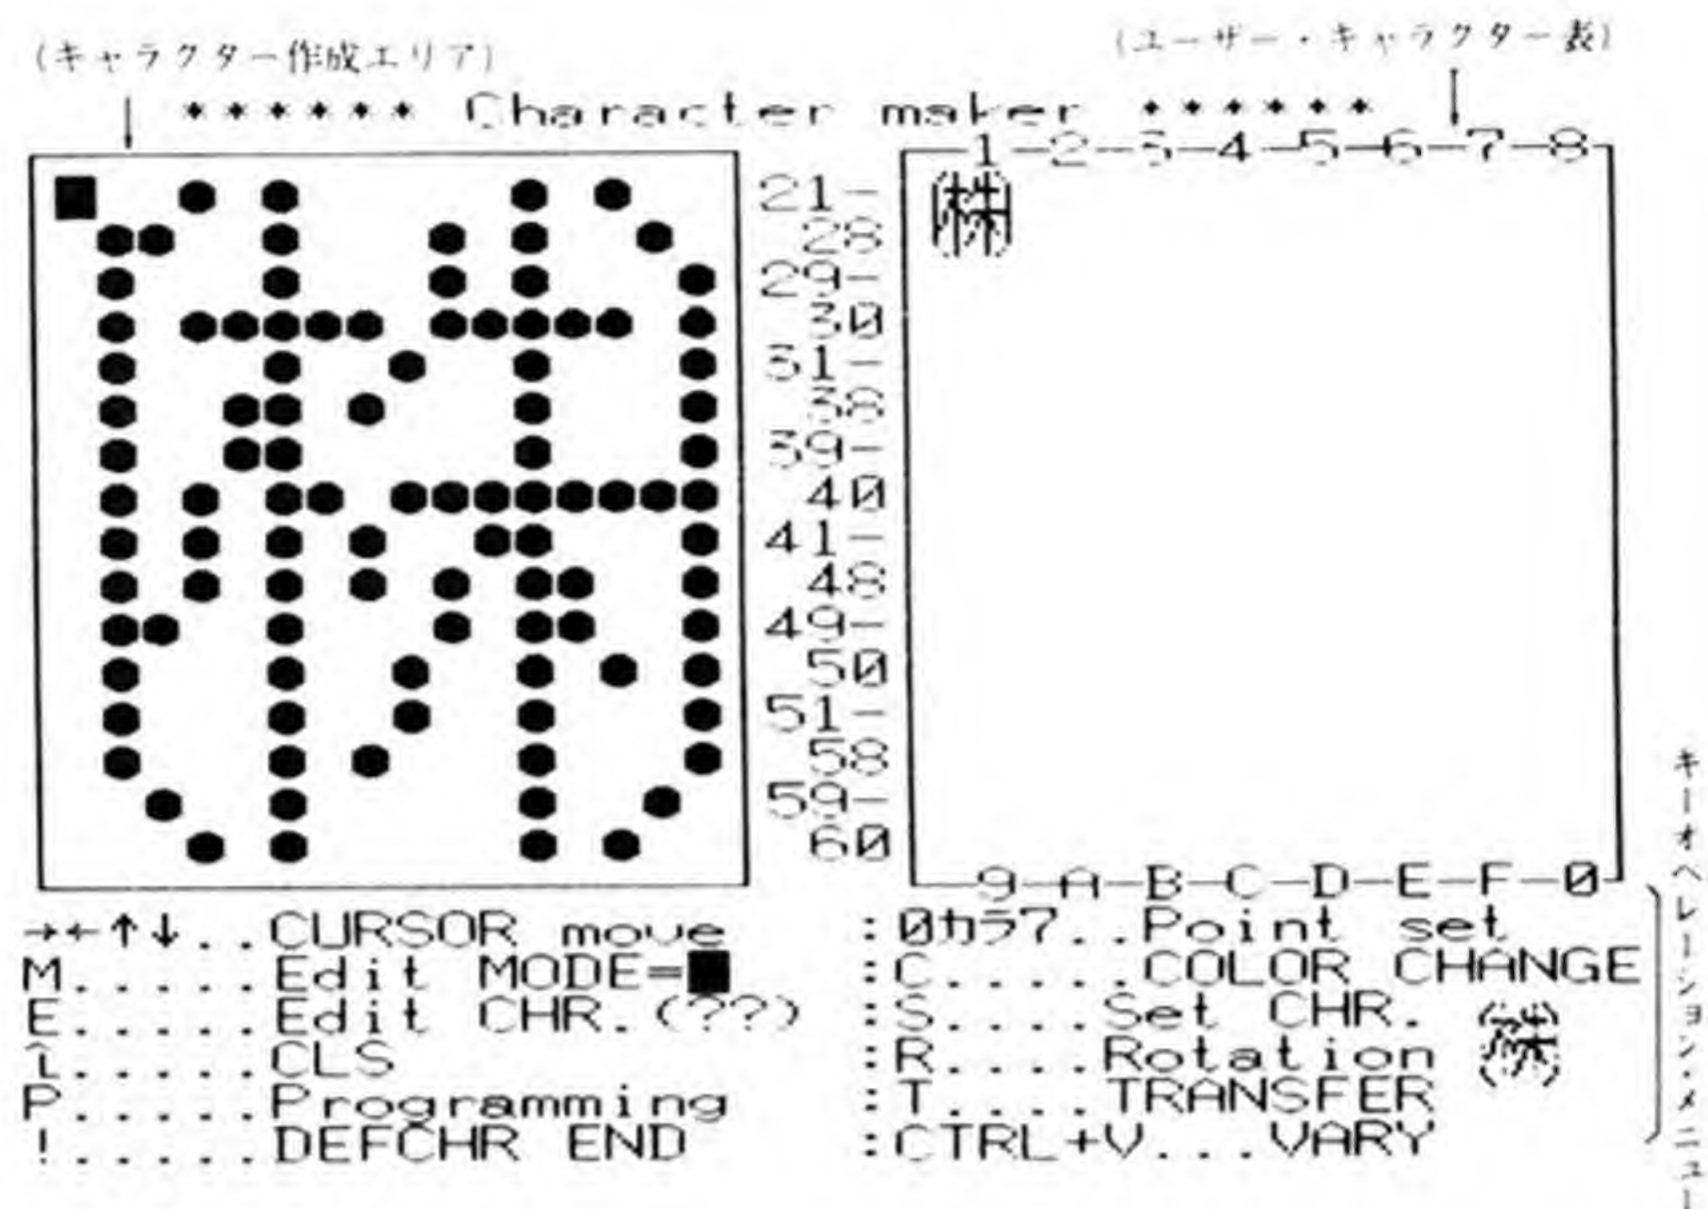 (キャラクター作成エリア)
(ユーザー・キャラクター表)
****** Character maker ******
1-2-3-4-5-6-7-8
21-
28
29-
30
31-
38
39-
40
41-
48
49-
50
51-
58
59-
60
㈱
9-A-B-C-D-E-F-0
→←↑↓..CURSOR move :0カラ7..Point set
M.....Edit MODE=■ :C.....COLOR CHANGE
E.....Edit CHR.(??) :S....Set CHR.
.....CLS :R....Rotation
P.....Programming :T....TRANSFER
!.....DEFCHR END :CTRL+V...VARY
㈱
キーオペレーション・メニュー